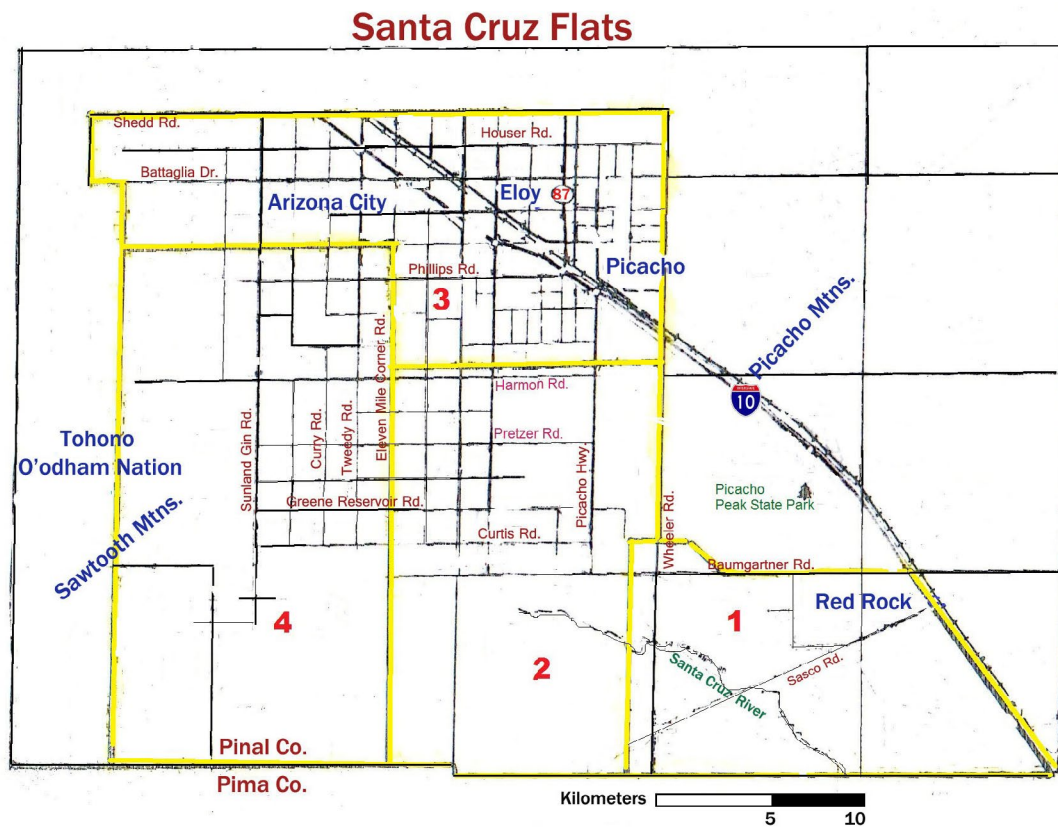 Santa Cruz Flats
Shedd Rd.
Houser Rd.
Battaglia Dr.
Arizona City
Eloy
87
Phillips Rd.
Picacho
3
Picacho Mtns.
Eleven Mile Corner Rd.
Harmon Rd.
10
Sunland Gin Rd.
Curry Rd.
Tweedy Rd.
Pretzer Rd.
Tohono
O'odham Nation
Picacho Hwy.
Picacho
Peak State Park
Greene Reservoir Rd.
Wheeler Rd.
Sawtooth Mtns.
Curtis Rd.
Baumgartner Rd.
Red Rock
4
1
2
Santa Cruz River
Sasco Rd.
Pinal Co.
Pima Co.
Kilometers
5
10